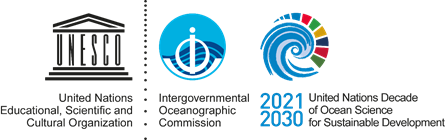 UNESCO
United Nations
Educational, Scientific and
Cultural Organization
Intergovernmental
Oceanographic
Commission
2021
2030
United Nations Decade
of Ocean Science
for Sustainable Development